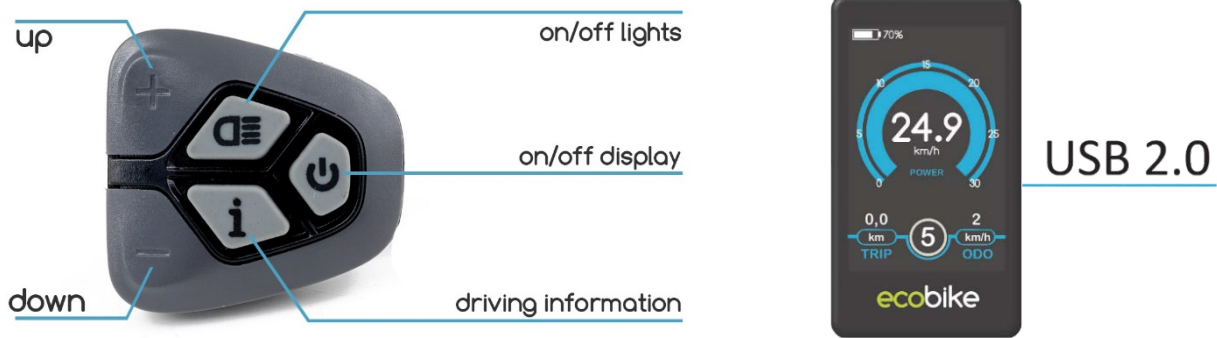 up
on/off lights
on/off display
i
down
driving information
70%
15
10
20
5
25
24.9
km/h
POWER
0
30
0,0
2
km
5
km/h
TRIP
ODO
ecobike
USB 2.0